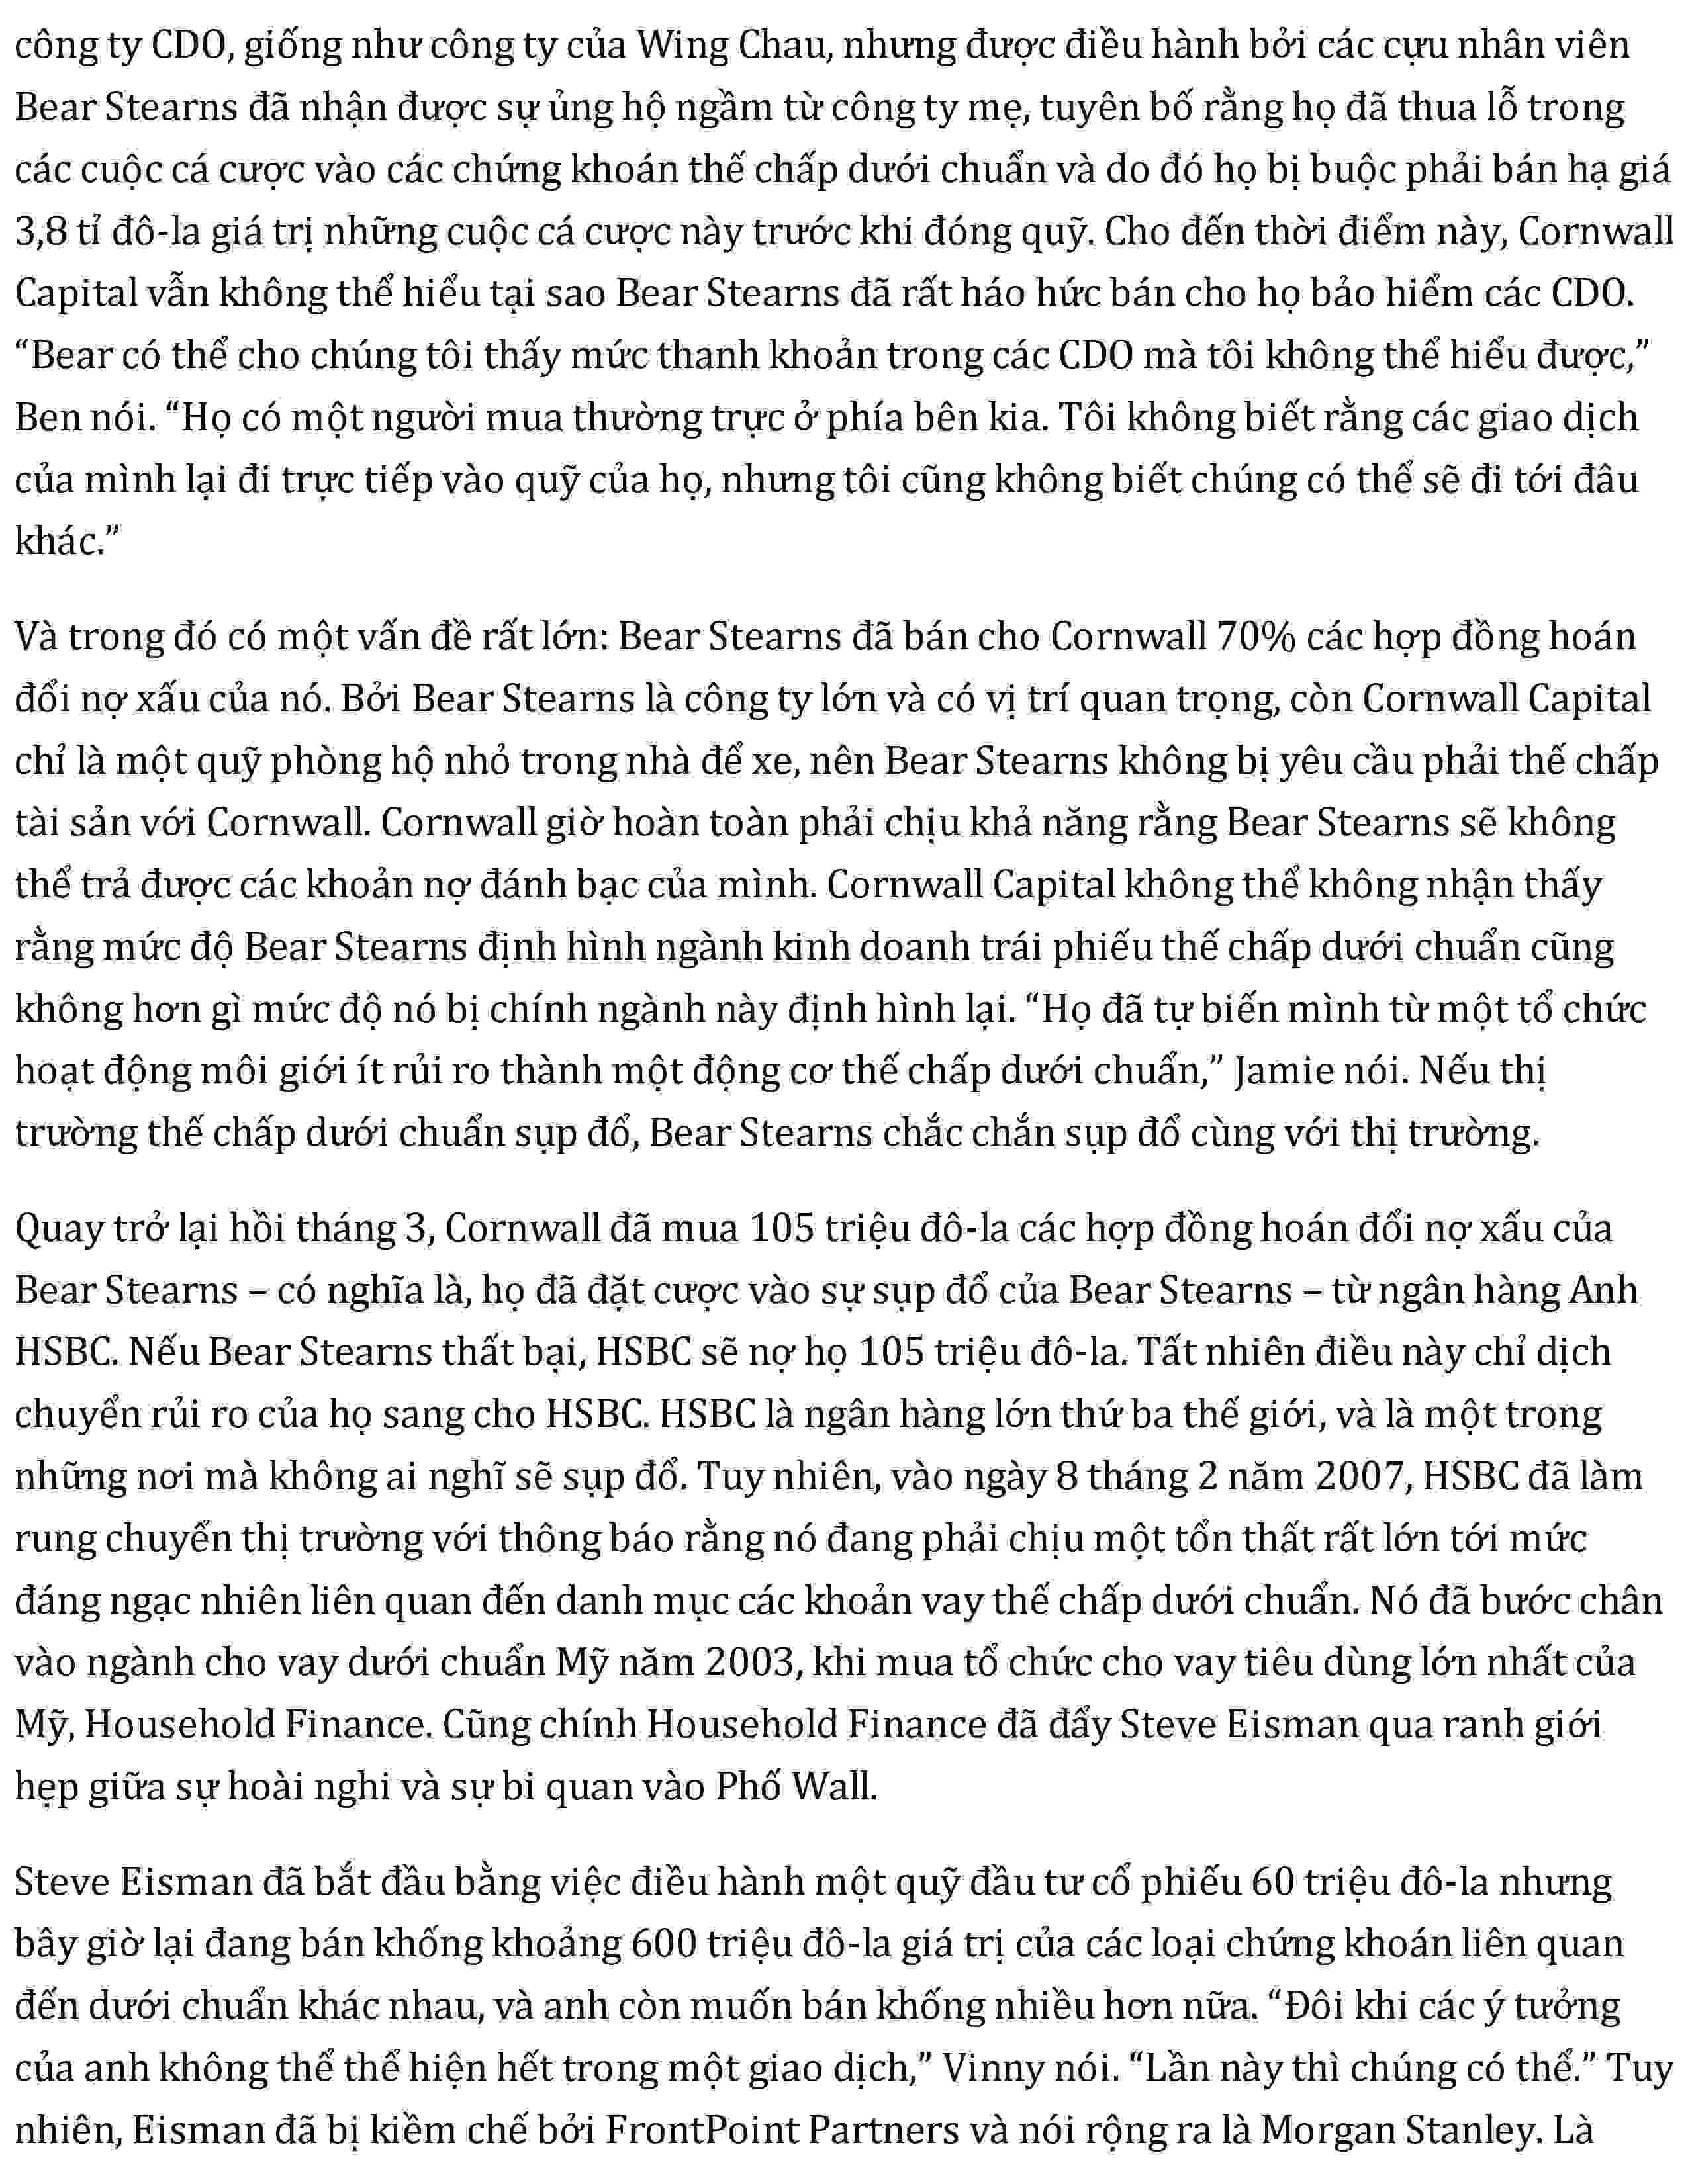 công ty CDO, giống như công ty của Wing Chau, nhưng được điều hành bởi các cựu nhân viên
Bear Stearns đã nhận được sự ủng hộ ngầm từ công ty mẹ, tuyên bố rằng họ đã thua lỗ trong
các cuộc cá cược vào các chứng khoán thế chấp dưới chuẩn và do đó họ bị buộc phải bán hạ giá
3,8 tỉ đô-la giá trị những cuộc cá cược này trước khi đóng quỹ. Cho đến thời điểm này, Cornwall
Capital vẫn không thể hiểu tại sao Bear Stearns đã rất háo hức bán cho họ bảo hiểm các CDO.
“Bear có thể cho chúng tôi thấy mức thanh khoản trong các CDO mà tôi không thể hiểu được,”
Ben nói. “Họ có một người mua thường trực ở phía bên kia. Tôi không biết rằng các giao dịch
của mình lại đi trực tiếp vào quỹ của họ, nhưng tôi cũng không biết chúng có thể sẽ đi tới đâu
khác.”
Và trong đó có một vấn đề rất lớn: Bear Stearns đã bán cho Cornwall 70% các hợp đồng hoán
đổi nợ xấu của nó. Bởi Bear Stearns là công ty lớn và có vị trí quan trọng, còn Cornwall Capital
chỉ là một quỹ phòng hộ nhỏ trong nhà để xe, nên Bear Stearns không bị yêu cầu phải thế chấp
tài sản với Cornwall. Cornwall giờ hoàn toàn phải chịu khả năng rằng Bear Stearns sẽ không
thể trả được các khoản nợ đánh bạc của mình. Cornwall Capital không thể không nhận thấy
rằng mức độ Bear Stearns định hình ngành kinh doanh trái phiếu thế chấp dưới chuẩn cũng
không hơn gì mức độ nó bị chính ngành này định hình lại. “Họ đã tự biến mình từ một tổ chức
hoạt động môi giới ít rủi ro thành một động cơ thế chấp dưới chuẩn,” Jamie nói. Nếu thị
trường thế chấp dưới chuẩn sụp đổ, Bear Stearns chắc chắn sụp đổ cùng với thị trường.
Quay trở lại hồi tháng 3, Cornwall đã mua 105 triệu đô-la các hợp đồng hoán đổi nợ xấu của
Bear Stearns – có nghĩa là, họ đã đặt cược vào sự sụp đổ của Bear Stearns – từ ngân hàng Anh
HSBC. Nếu Bear Stearns thất bại, HSBC sẽ nợ họ 105 triệu đô-la. Tất nhiên điều này chỉ dịch
chuyển rủi ro của họ sang cho HSBC. HSBC là ngân hàng lớn thứ ba thế giới, và là một trong
những nơi mà không ai nghĩ sẽ sụp đổ. Tuy nhiên, vào ngày 8 tháng 2 năm 2007, HSBC đã làm
rung chuyển thị trường với thông báo rằng nó đang phải chịu một tổn thất rất lớn tới mức
đáng ngạc nhiên liên quan đến danh mục các khoản vay thế chấp dưới chuẩn. Nó đã bước chân
vào ngành cho vay dưới chuẩn Mỹ năm 2003, khi mua tổ chức cho vay tiêu dùng lớn nhất của
Mỹ, Household Finance. Cũng chính Household Finance đã đẩy Steve Eisman qua ranh giới
hẹp giữa sự hoài nghi và sự bi quan vào Phố Wall.
Steve Eisman đã bắt đầu bằng việc điều hành một quỹ đầu tư cổ phiếu 60 triệu đô-la nhưng
bây giờ lại đang bán khống khoảng 600 triệu đô-la giá trị của các loại chứng khoán liên quan
đến dưới chuẩn khác nhau, và anh còn muốn bán khống nhiều hơn nữa. “Đôi khi các ý tưởng
của anh không thể thể hiện hết trong một giao dịch,” Vinny nói. “Lần này thì chúng có thể.” Tuy
nhiên, Eisman đã bị kiềm chế bởi FrontPoint Partners và nói rộng ra là Morgan Stanley. Là